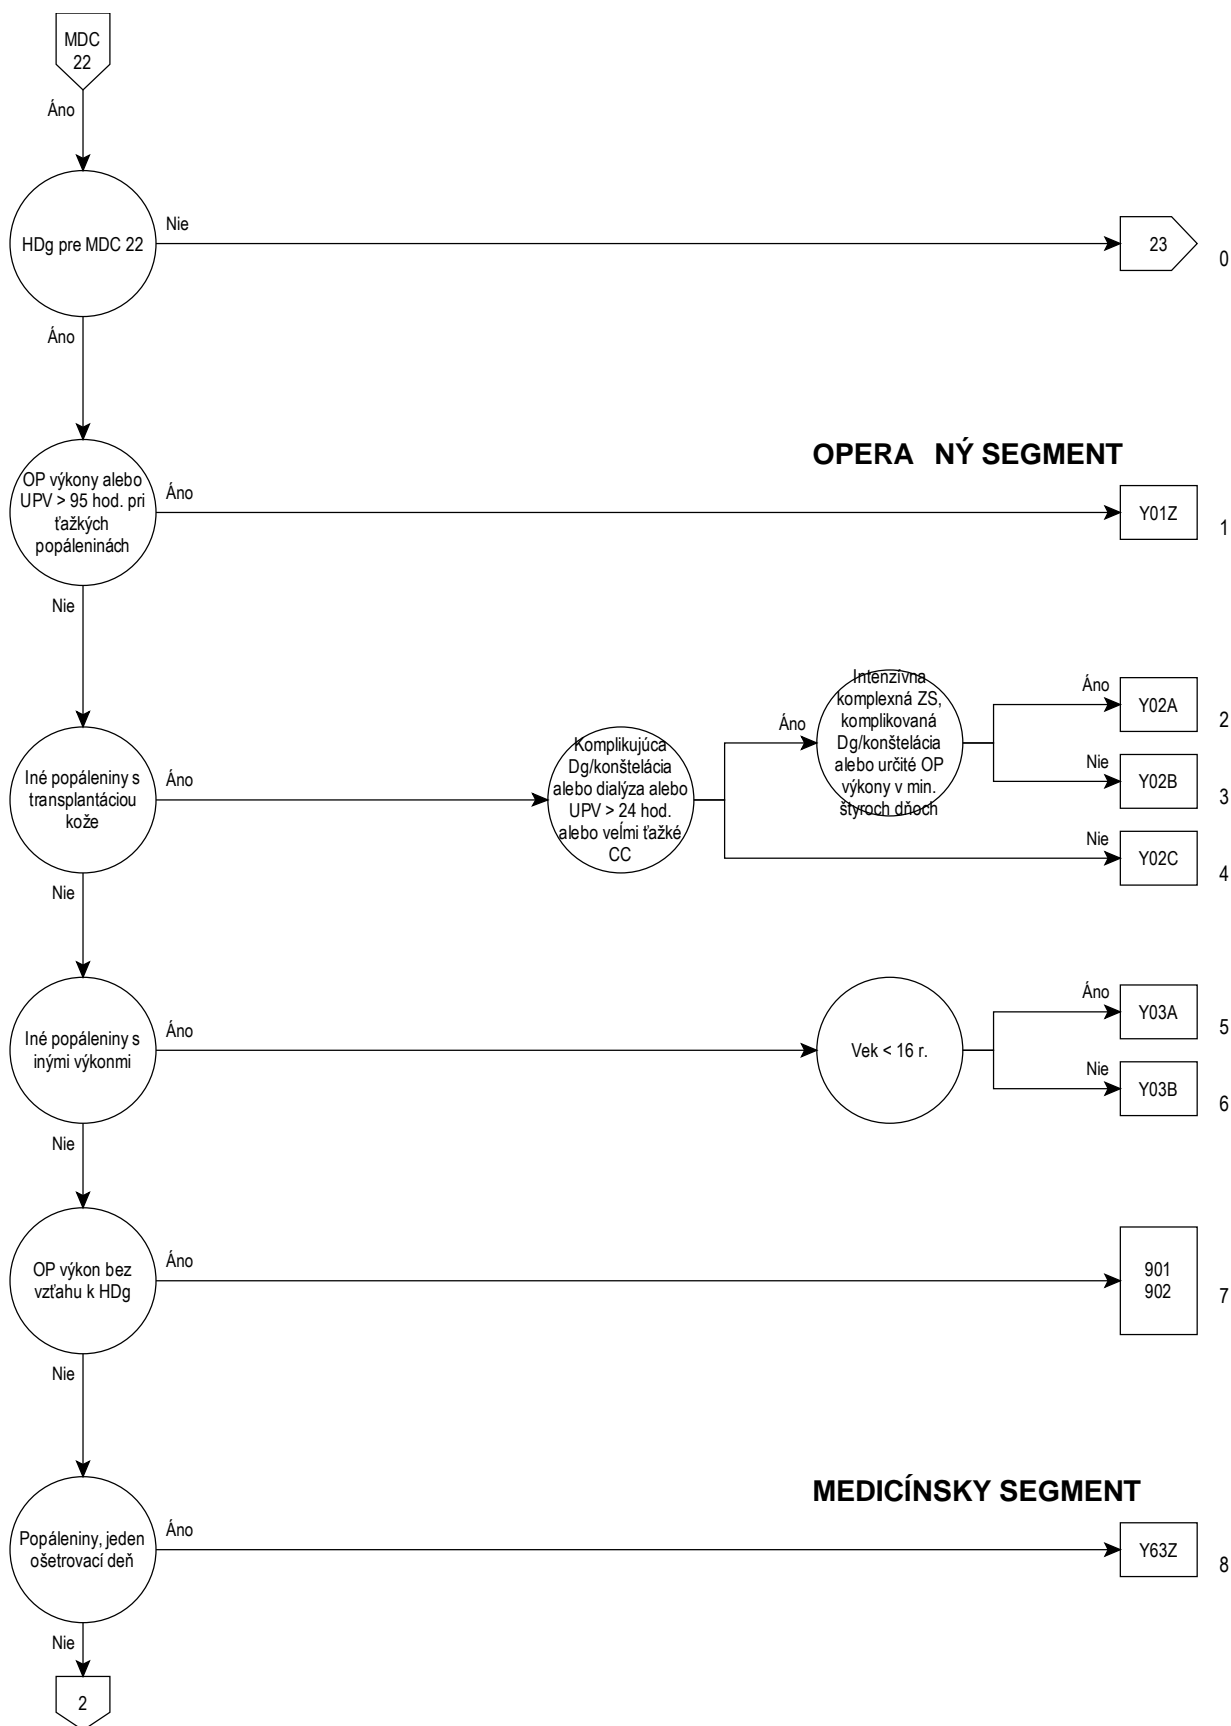 MDC
22
Áno
HDg pre MDC 22
Nie
23
0
Áno
OPERA NÝ SEGMENT
OP výkony alebo
UPV > 95 hod. pri
ťažkých
popáleninách
Áno
Y01Z
1
Nie
Iné popáleniny s
transplantáciou
kože
Áno
Komplikujúca
Dg/konštelácia
alebo dialýza alebo
UPV > 24 hod.
alebo veĺmi ťažké
CC
Áno
Intenzívna
komplexná ZS,
komplikovaná
Dg/konštelácia
alebo určité OP
výkony v min.
štyroch dňoch
Áno
Y02A
2
Nie
Y02B
3
Nie
Y02C
4
Nie
Iné popáleniny s
inými výkonmi
Áno
Vek < 16 r.
Áno
Y03A
5
Nie
Y03B
6
Nie
OP výkon bez
vzťahu k HDg
Áno
901
902
7
Nie
MEDICÍNSKY SEGMENT
Popáleniny, jeden
ošetrovací deň
Áno
Y63Z
8
Nie
2